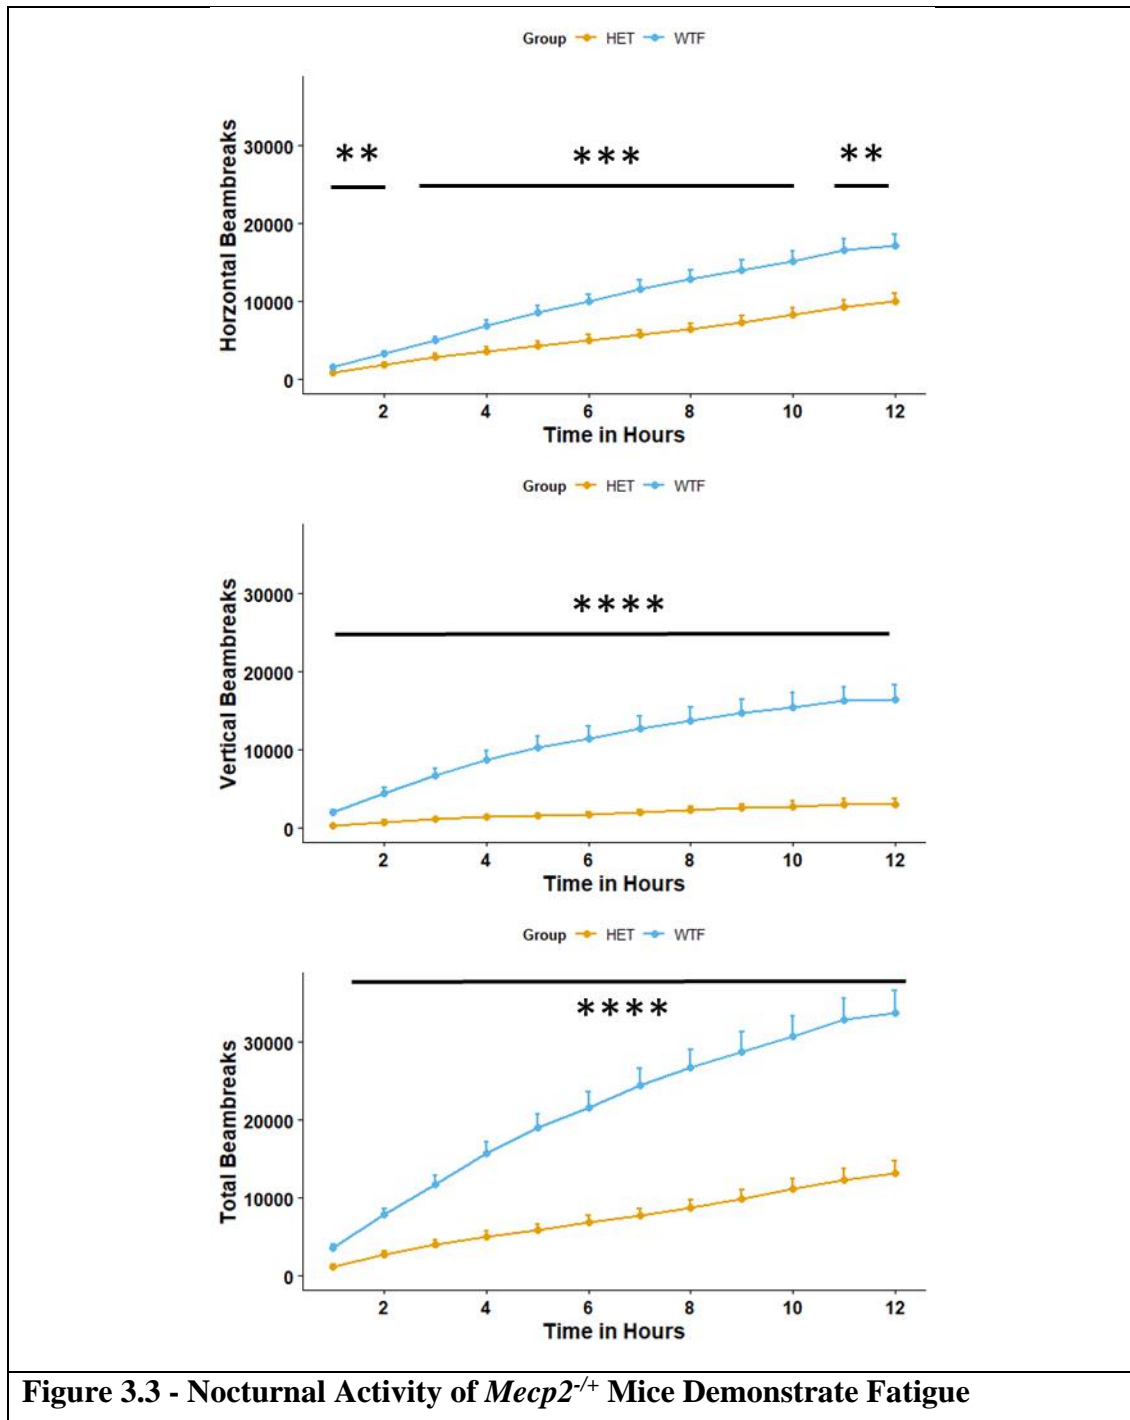 Group HET WTF
30000
20000
10000
0
Horzontal Beambreaks
** *** **
2 4 6 8 10 12
Time in Hours
Group HET WTF
30000
20000
10000
0
Vertical Beambreaks
****
2 4 6 8 10 12
Time in Hours
Group HET WTF
30000
20000
10000
0
Total Beambreaks
****
2 4 6 8 10 12
Time in Hours
Figure 3.3 - Nocturnal Activity of Mecp2-/+ Mice Demonstrate Fatigue